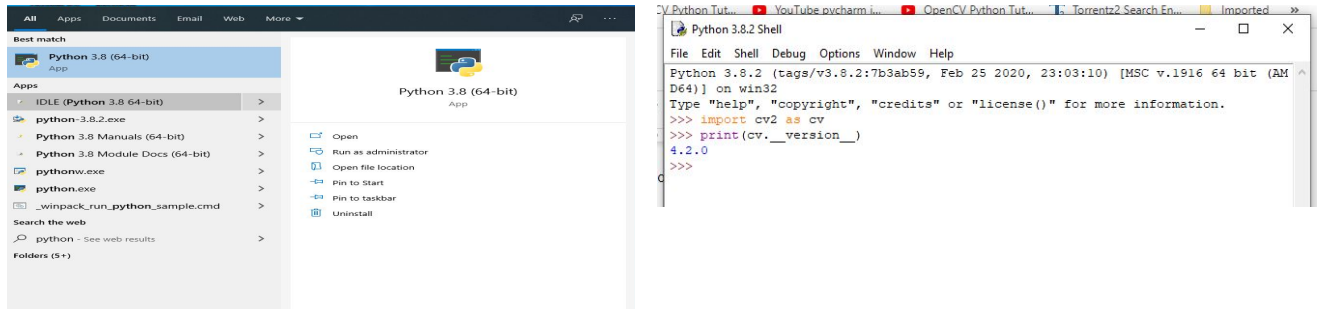 All Apps Documents Email Web More
Best match
Python 3.8 (64-bit)
App
Apps
IDLE (Python 3.8 64-bit)
python-3.8.2.exe
Python 3.8 Manuals (64-bit)
Python 3.8 Module Docs (64-bit)
pythonw.exe
python.exe
_winpack_run_python_sample.cmd
Search the web
python - See web results
Folders (5+)
Python 3.8 (64-bit)
App
Open
Run as administrator
Open file location
Pin to Start
Pin to taskbar
Uninstall
CV Python Tut... YouTube pycharm i... OpenCV Python Tut... Torrentz2 Search En... Imported »
Python 3.8.2 Shell
File Edit Shell Debug Options Window Help
Python 3.8.2 (tags/v3.8.2:7b3ab59, Feb 25 2020, 23:03:10) [MSC v.1916 64 bit (AM
D64)] on win32
Type "help", "copyright", "credits" or "license()" for more information.
>>> import cv2 as cv
>>> print(cv.__version__)
4.2.0
>>>